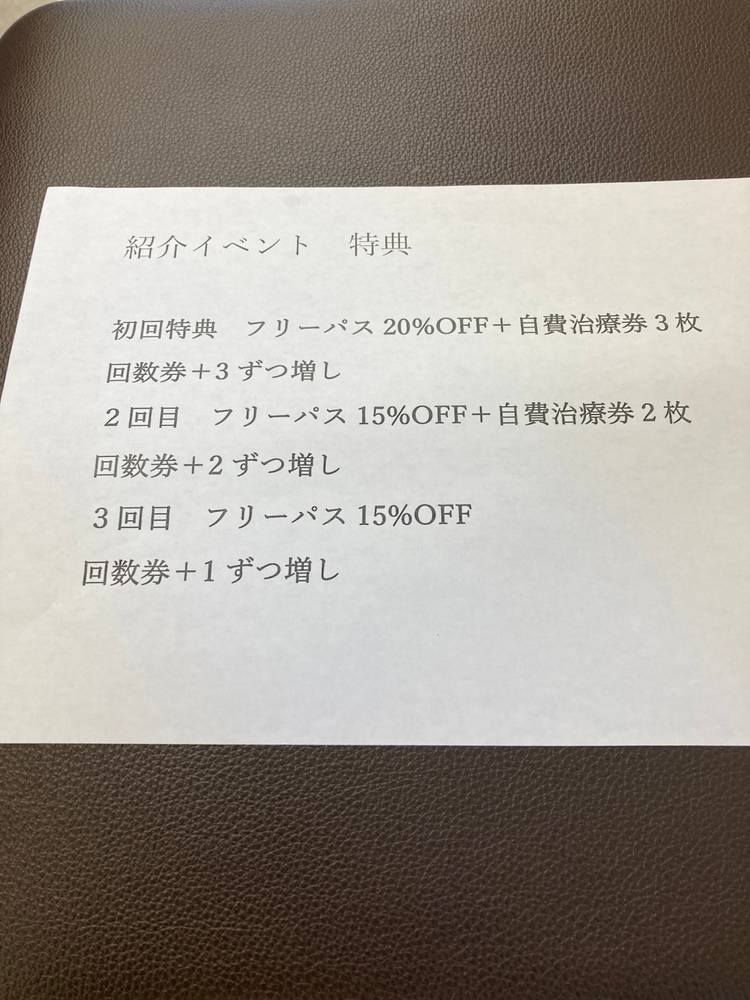 紹介イベント　特典
初回特典　フリーパス 20%OFF＋自費治療券３枚
回数券＋3 ずつ増し
２回目　フリーパス 15%OFF＋自費治療券２枚
回数券＋2 ずつ増し
３回目　フリーパス 15%OFF
回数券＋1 ずつ増し